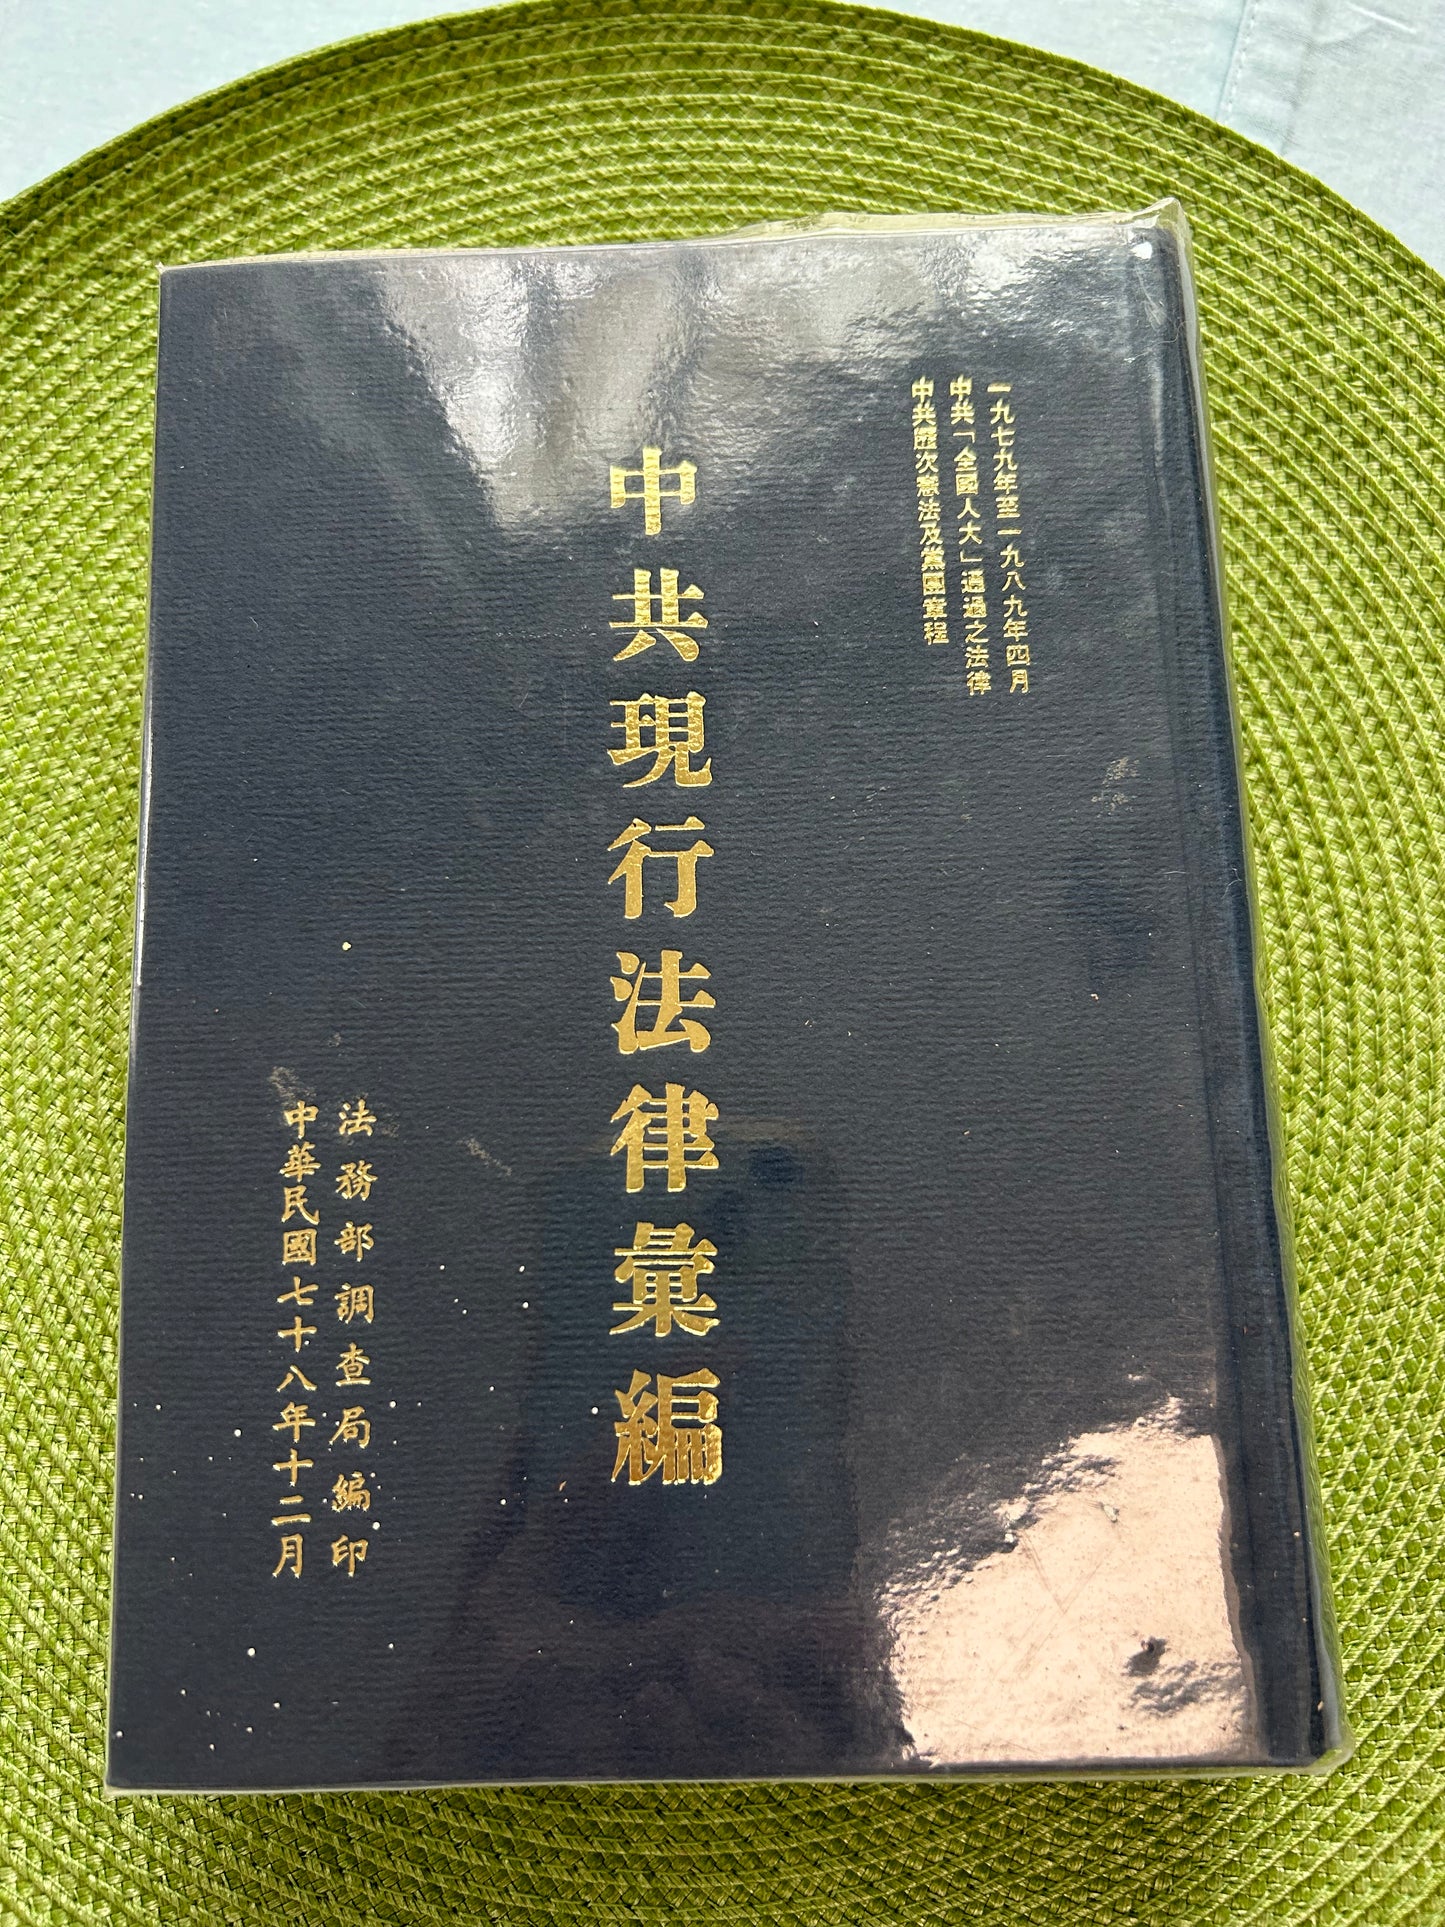 一九七九年至一九八九年四月
中共「全國人大」通過之法律
中共歷次憲法及黨團章程
中共現行法律彙編
法務部調查局編印
中華民國七十八年十二月